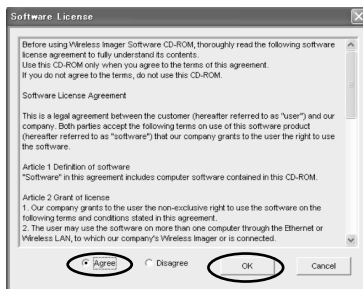 Software License
Before using Wireless Imager Software CD-ROM, thoroughly read the following software
license agreement to fully understand its contents.
Use this CD-ROM only when you agree to the terms of this agreement.
If you do not agree to the terms, do not use this CD-ROM.
Software License Agreement
This is a legal agreement between the customer (hereafter referred to as "user") and our
company. Both parties accept the following terms on use of this software product
(hereafter referred to as "software") that our company grants to the user the right to use
the software.
Article 1 Definition of software
"Software" in this agreement includes computer software contained in this CD-ROM.
Article 2 Grant of license
1. Our company grants to the user the non-exclusive right to use the software on the
following terms and conditions stated in this agreement.
2. The user may use the software on more than one computer through the Ethernet or
Wireless LAN, to which our company's Wireless Imager or is connected.
Agree Disagree OK Cancel